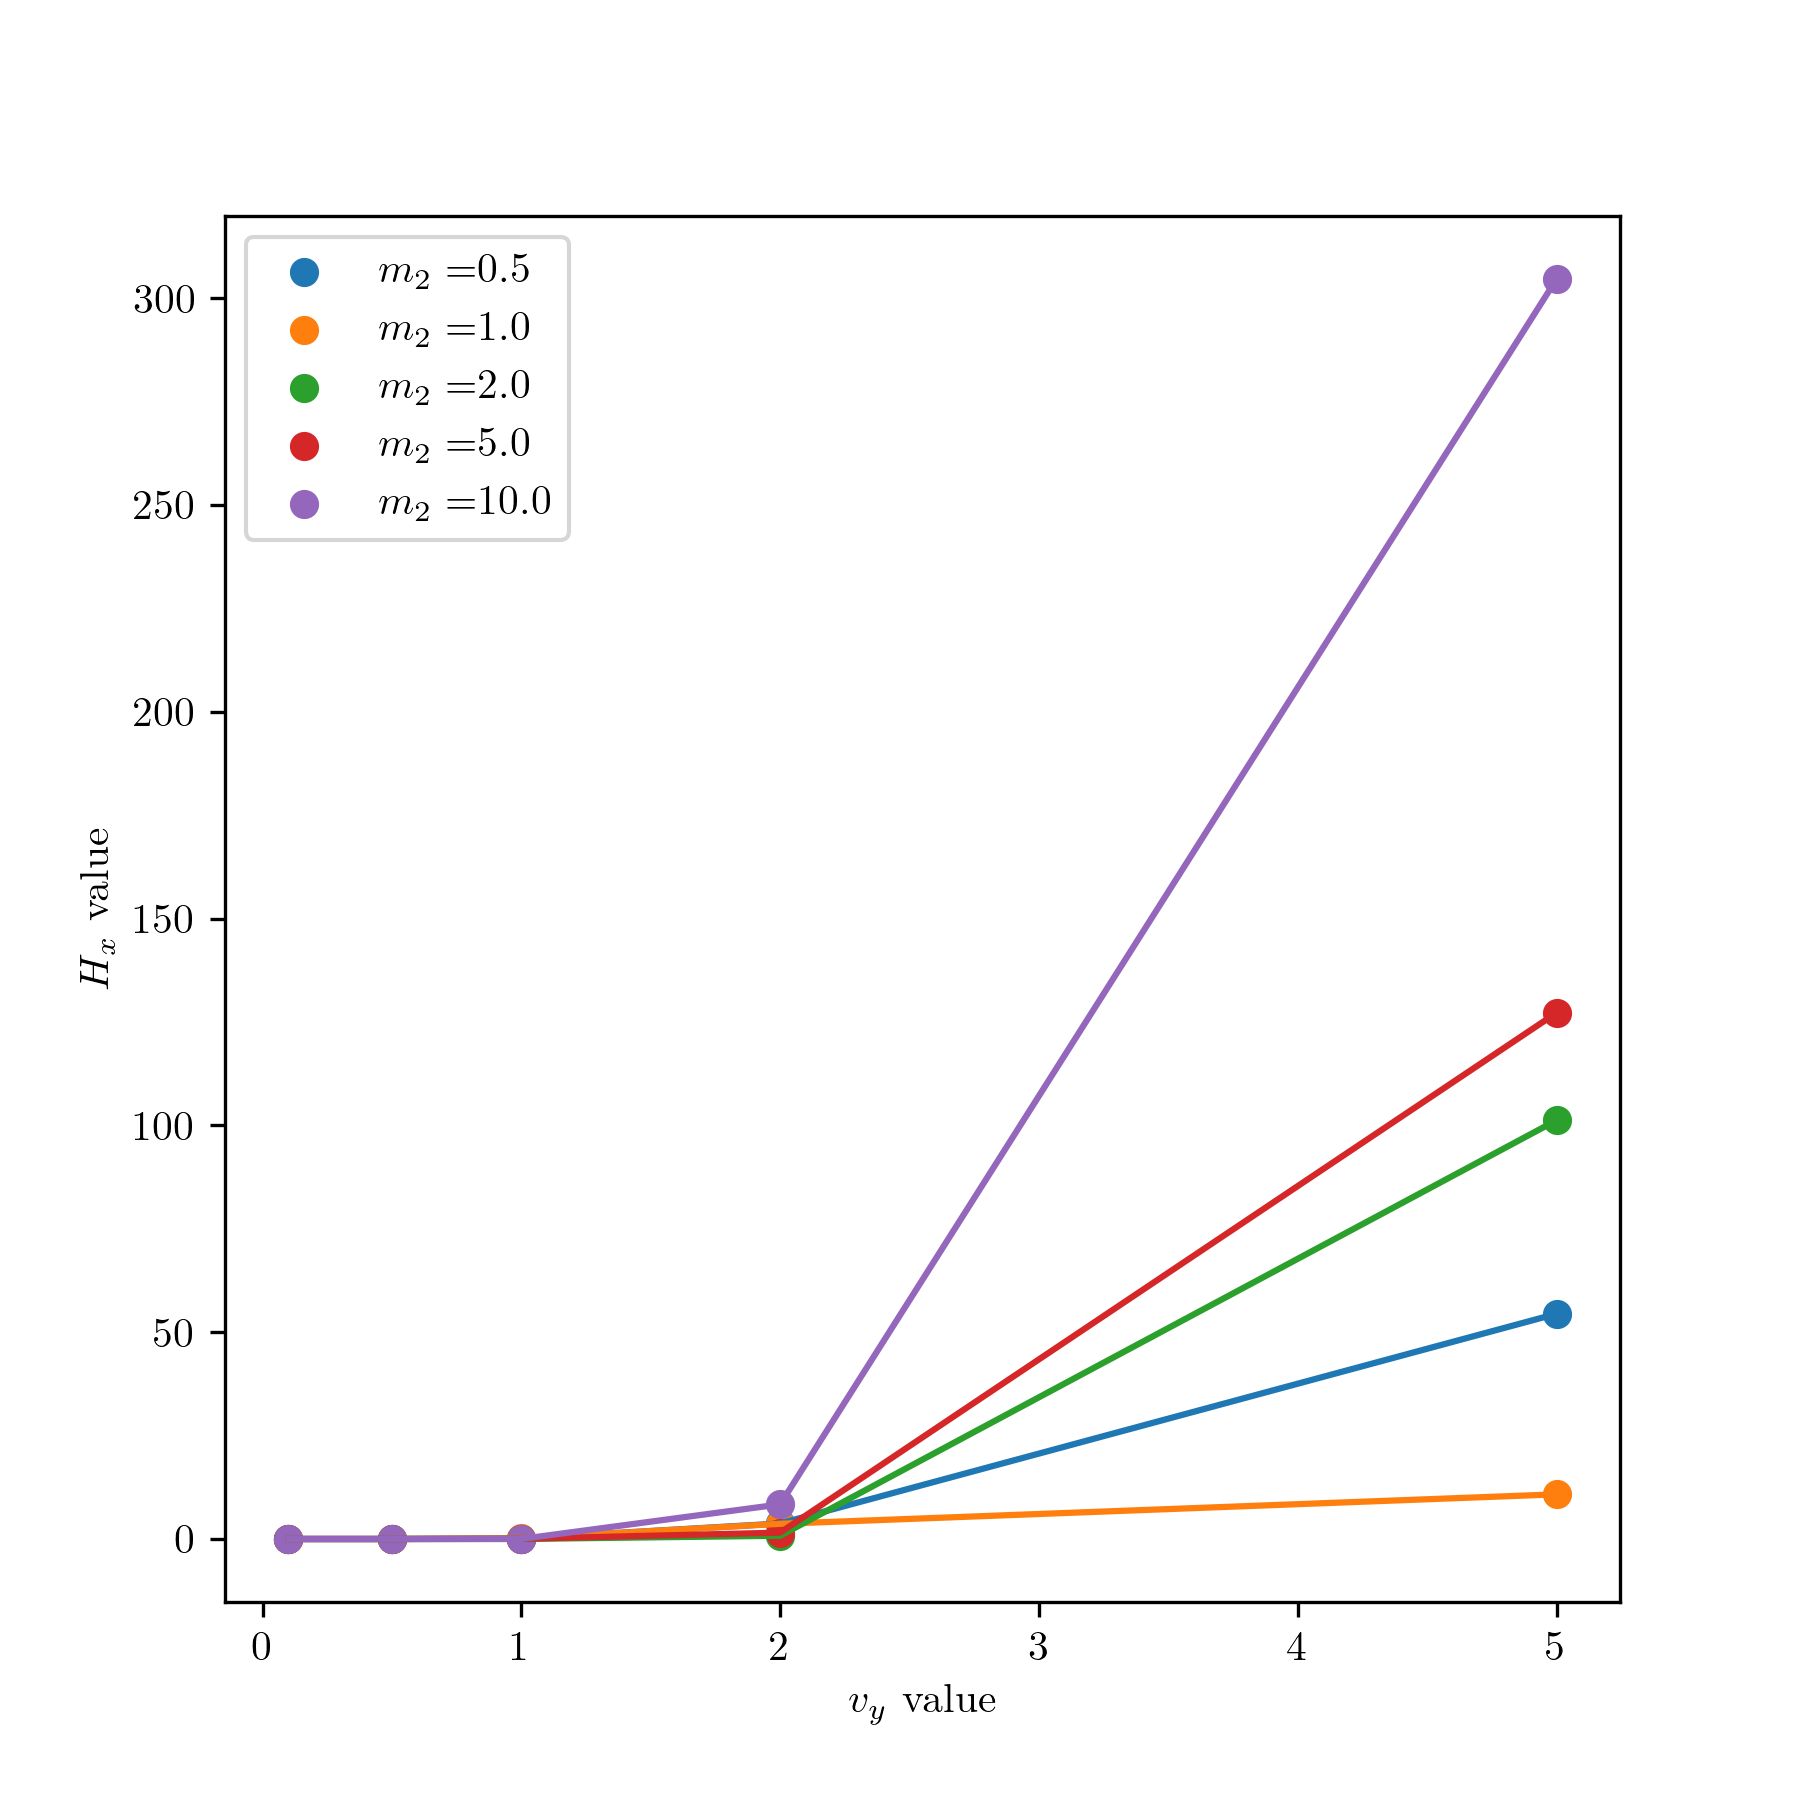 m₂ =0.5
m₂ =1.0
m₂ =2.0
m₂ =5.0
m₂ =10.0
300
250
200
150
100
50
0
Hₓ value
0 1 2 3 4 5
v_y value